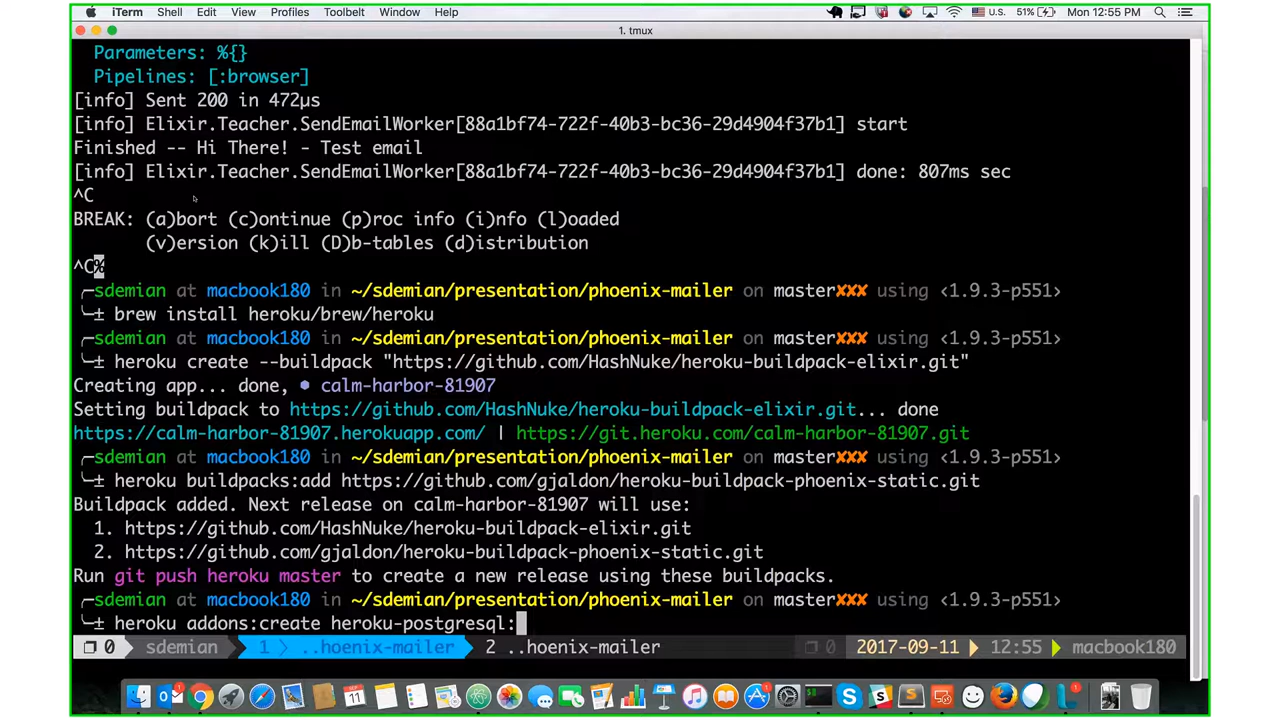 iTerm Shell Edit View Profiles Toolbelt Window Help U.S. 51% Mon 12:55 PM
1. tmux
Parameters: %{}
Pipelines: [:browser]
[info] Sent 200 in 472µs
[info] Elixir.Teacher.SendEmailWorker[88a1bf74-722f-40b3-bc36-29d4904f37b1] start
Finished -- Hi There! - Test email
[info] Elixir.Teacher.SendEmailWorker[88a1bf74-722f-40b3-bc36-29d4904f37b1] done: 807ms sec
^C
BREAK: (a)bort (c)ontinue (p)roc info (i)nfo (l)oaded
(v)ersion (k)ill (D)b-tables (d)istribution
^C%
╭─sdemian at macbook180 in ~/sdemian/presentation/phoenix-mailer on master✘✘✘ using ‹1.9.3-p551›
╰─± brew install heroku/brew/heroku
╭─sdemian at macbook180 in ~/sdemian/presentation/phoenix-mailer on master✘✘✘ using ‹1.9.3-p551›
╰─± heroku create --buildpack "https://github.com/HashNuke/heroku-buildpack-elixir.git"
Creating app... done, ⬢ calm-harbor-81907
Setting buildpack to https://github.com/HashNuke/heroku-buildpack-elixir.git... done
https://calm-harbor-81907.herokuapp.com/ | https://git.heroku.com/calm-harbor-81907.git
╭─sdemian at macbook180 in ~/sdemian/presentation/phoenix-mailer on master✘✘✘ using ‹1.9.3-p551›
╰─± heroku buildpacks:add https://github.com/gjaldon/heroku-buildpack-phoenix-static.git
Buildpack added. Next release on calm-harbor-81907 will use:
1. https://github.com/HashNuke/heroku-buildpack-elixir.git
2. https://github.com/gjaldon/heroku-buildpack-phoenix-static.git
Run git push heroku master to create a new release using these buildpacks.
╭─sdemian at macbook180 in ~/sdemian/presentation/phoenix-mailer on master✘✘✘ using ‹1.9.3-p551›
╰─± heroku addons:create heroku-postgresql:
0 sdemian 1 ..hoenix-mailer 2 ..hoenix-mailer 0 2017-09-11 12:55 macbook180